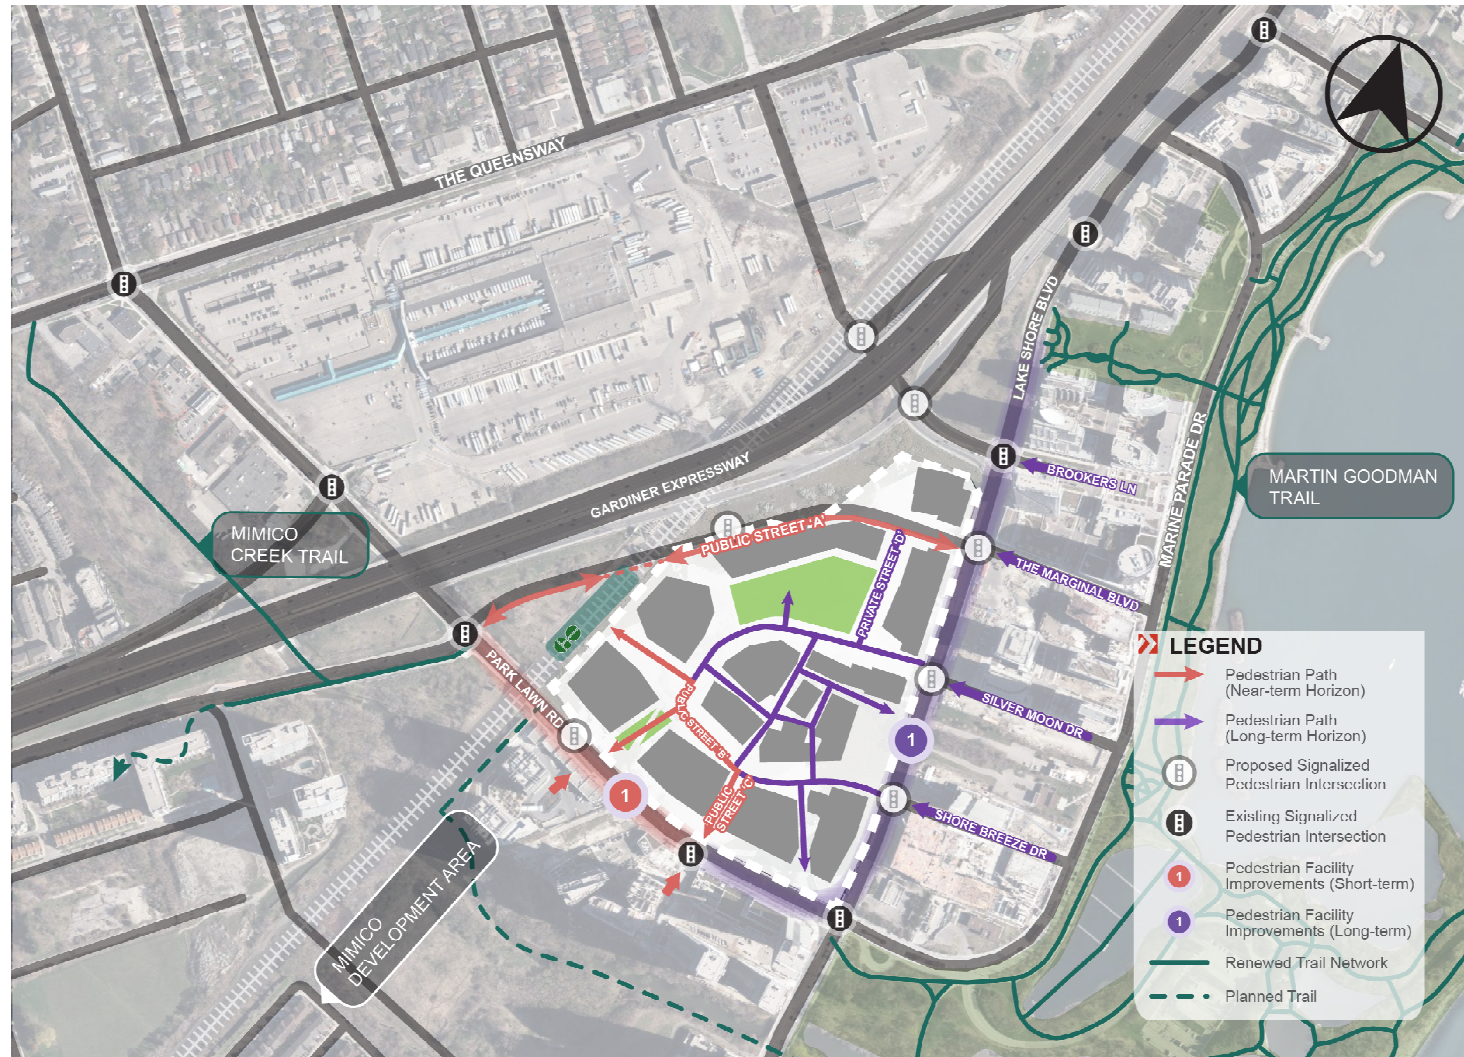 THE QUEENSWAY
LAKE SHORE BLVD
GARDINER EXPRESSWAY
MARINE PARADE DR
BROOKERS LN
MARTIN GOODMAN
TRAIL
MIMICO
CREEK TRAIL
PUBLIC STREET 'A'
PRIVATE STREET 'D'
THE MARGINAL BLVD
PARK LAWN RD
PUBLIC STREET 'B'
SILVER MOON DR
1
1
PUBLIC
STREET 'C'
SHORE BREEZE DR
MIMICO
DEVELOPMENT AREA
LEGEND
Pedestrian Path
(Near-term Horizon)
Pedestrian Path
(Long-term Horizon)
Proposed Signalized
Pedestrian Intersection
Existing Signalized
Pedestrian Intersection
1
Pedestrian Facility
Improvements (Short-term)
1
Pedestrian Facility
Improvements (Long-term)
Renewed Trail Network
Planned Trail